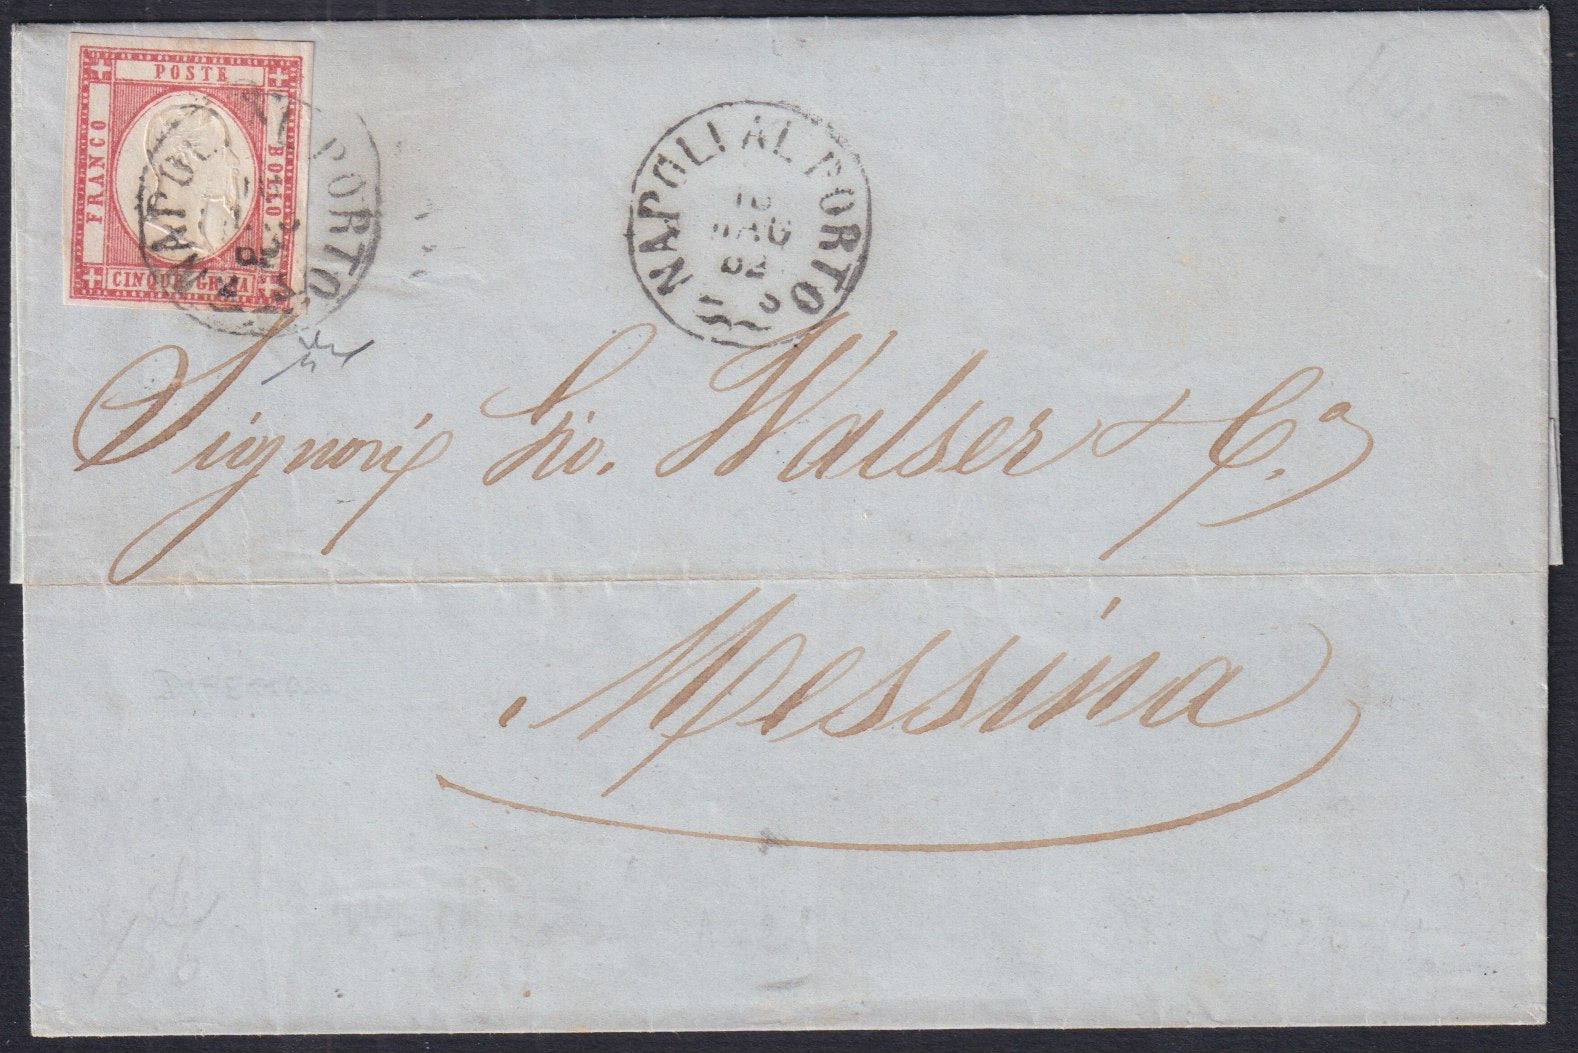 POSTE
FRANCO
BOLLO
CINQUE GRANA
NAPOLI AL PORTO
NAPOLI AL PORTO
MAG
62
Signori Gio. Walser & C.a
Messina